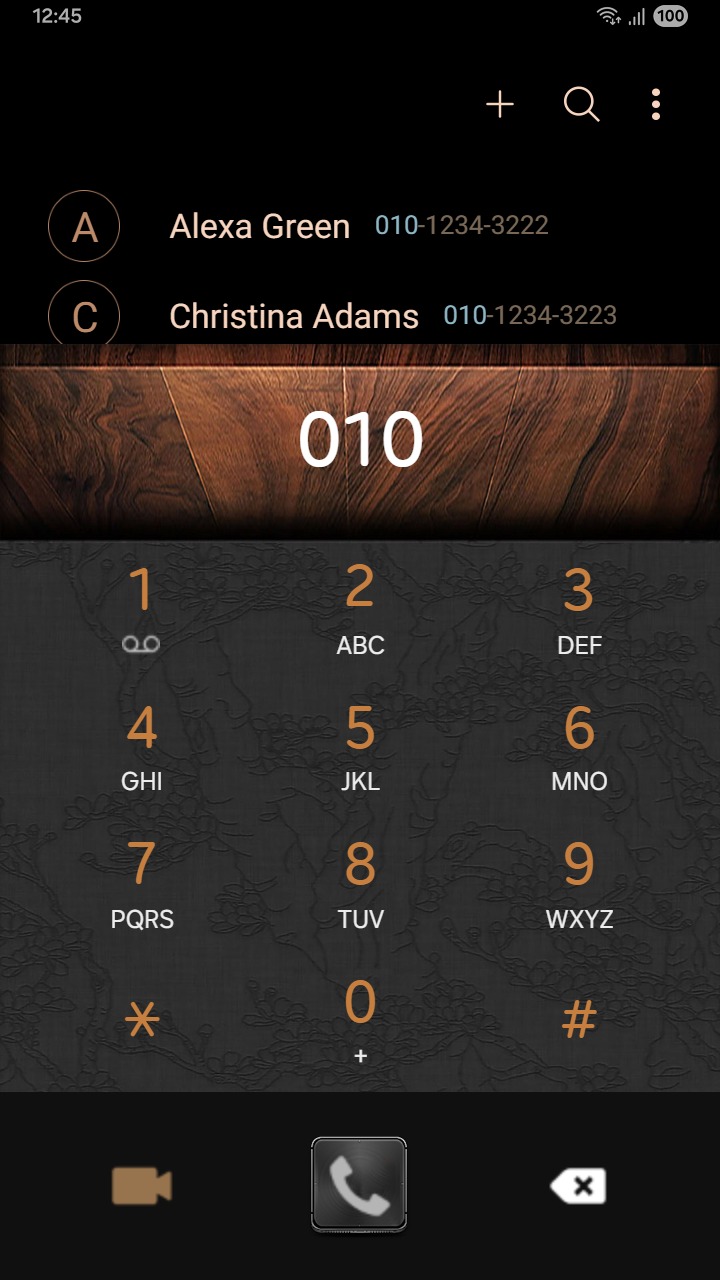 12:45 100
A Alexa Green 010-1234-3222
C Christina Adams 010-1234-3223
010
1 2 3
ABC DEF
4 5 6
GHI JKL MNO
7 8 9
PQRS TUV WXYZ
* 0 #
+